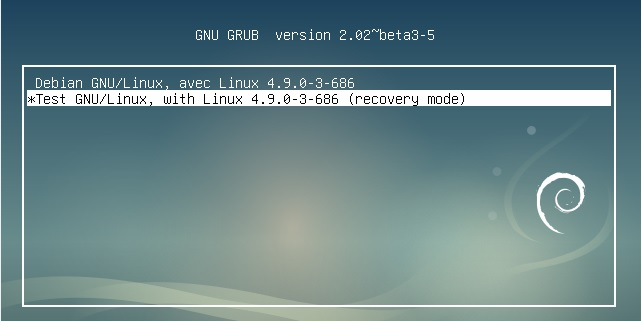 GNU GRUB  version 2.02~beta3-5
Debian GNU/Linux, avec Linux 4.9.0-3-686
*Test GNU/Linux, with Linux 4.9.0-3-686 (recovery mode)